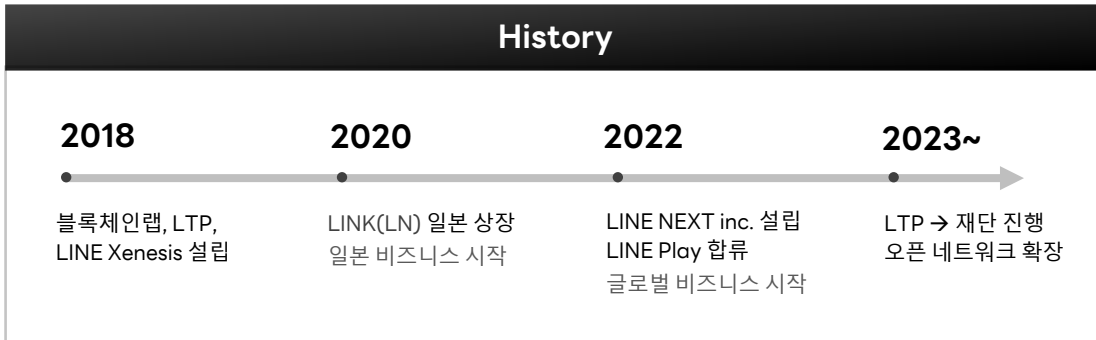 History
2018
블록체인랩, LTP,
LINE Xenesis 설립
2020
LINK(LN) 일본 상장
일본 비즈니스 시작
2022
LINE NEXT inc. 설립
LINE Play 합류
글로벌 비즈니스 시작
2023~
LTP → 재단 진행
오픈 네트워크 확장